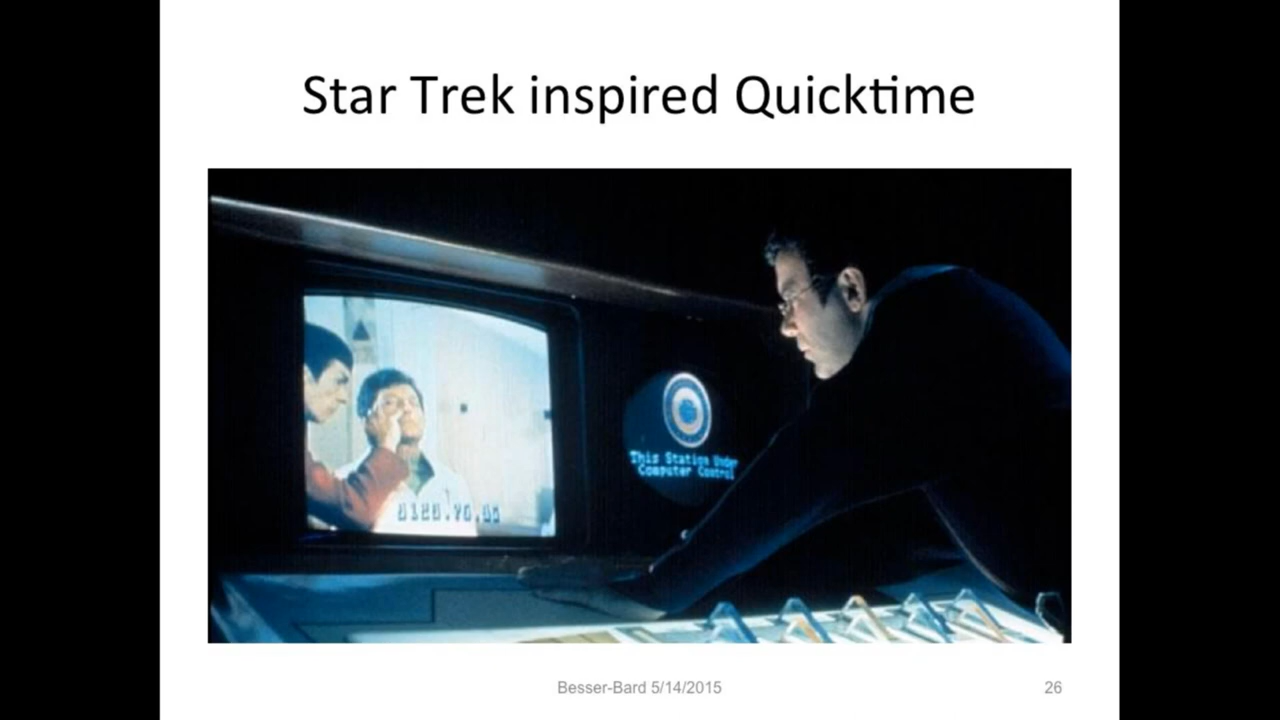 Star Trek inspired Quicktime
This Station Under
Computer Control
Besser-Bard 5/14/2015
26